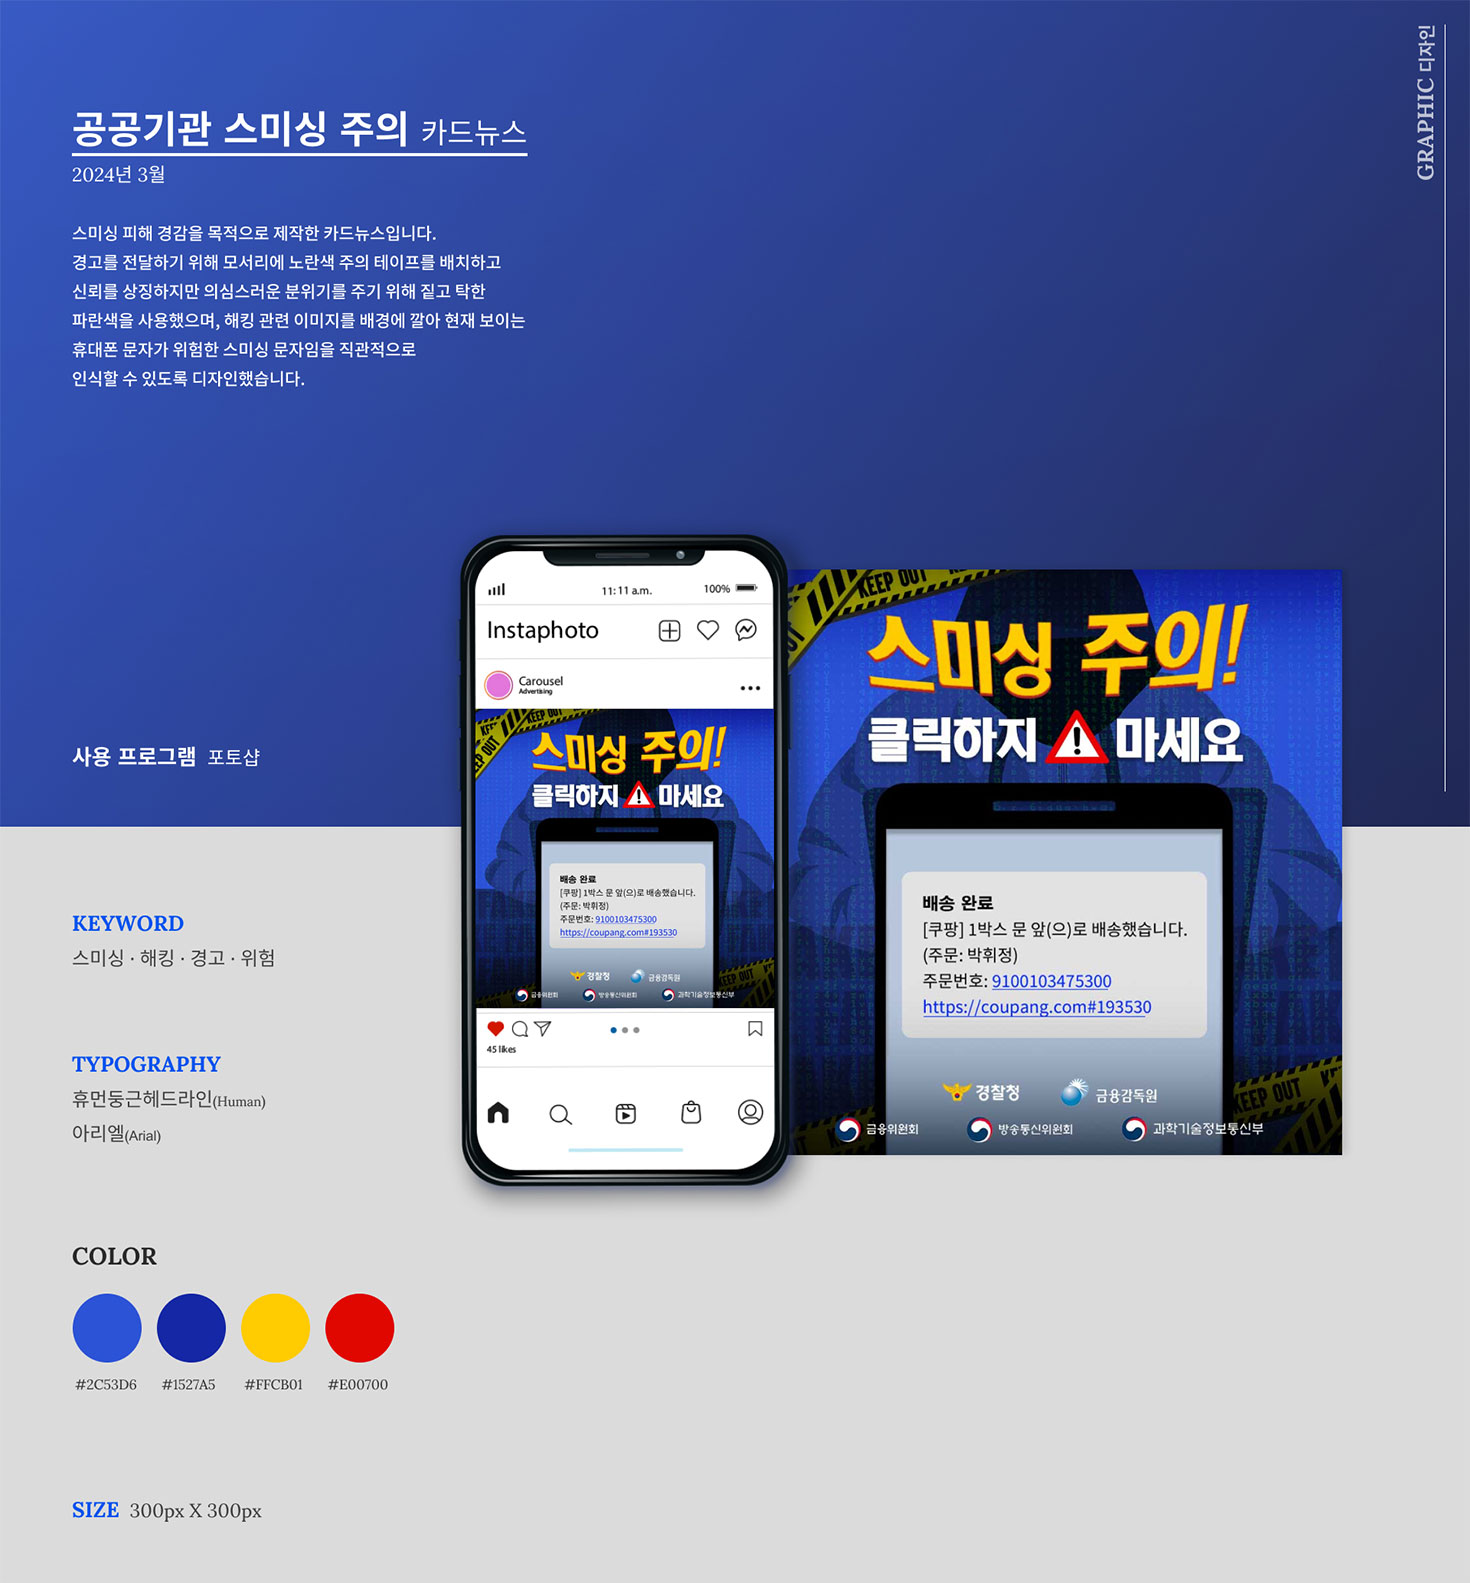 GRAPHIC 디자인
공공기관 스미싱 주의 카드뉴스
2024년 3월
스미싱 피해 경감을 목적으로 제작한 카드뉴스입니다.
경고를 전달하기 위해 모서리에 노란색 주의 테이프를 배치하고
신뢰를 상징하지만 의심스러운 분위기를 주기 위해 짙고 탁한
파란색을 사용했으며, 해킹 관련 이미지를 배경에 깔아 현재 보이는
휴대폰 문자가 위험한 스미싱 문자임을 직관적으로
인식할 수 있도록 디자인했습니다.
사용 프로그램 포토샵
11:11 a.m.
100%
Instaphoto
Carousel
Advertising
KEEP OUT
KEEP OUT
스미싱 주의!
클릭하지 마세요
배송 완료
[쿠팡] 1박스 문 앞(으)로 배송했습니다.
(주문: 박휘정)
주문번호: 9100103475300
https://coupang.com#193530
경찰청 금융감독원
KEEP OUT
금융위원회 방송통신위원회 과학기술정보통신부
45 likes
KEEP OUT
스미싱 주의!
클릭하지 마세요
배송 완료
[쿠팡] 1박스 문 앞(으)로 배송했습니다.
(주문: 박휘정)
주문번호: 9100103475300
https://coupang.com#193530
경찰청 금융감독원
KEEP OUT
금융위원회 방송통신위원회 과학기술정보통신부
KEYWORD
스미싱 · 해킹 · 경고 · 위험
TYPOGRAPHY
휴먼둥근헤드라인(Human)
아리엘(Arial)
COLOR
#2C53D6 #1527A5 #FFCB01 #E00700
SIZE 300px X 300px